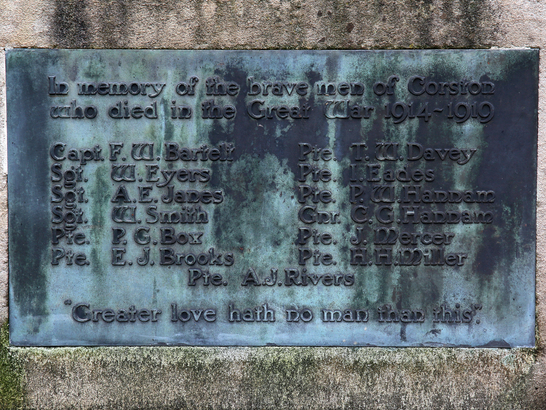 In memory of the brave men of Corston
who died in the Great War 1914-1919
Capt. F. W. Bartelt Pte. T. W. Davey
Sgt. W. Eyers Pte. I. Eades
Sgt. A. E. Janes Pte. P. W. Hannam
Sgt. W. Smith Gnr. C. G. Hannam
Pte. P. G. Box Pte. J. Mercer
Pte. E. J. Brooks Pte. H. H. Miller
Pte. A. J. Rivers
"Greater love hath no man than this".